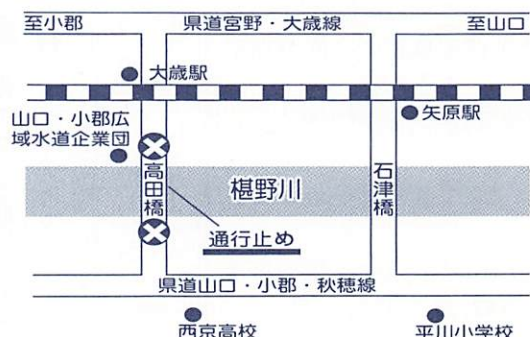 至小郡
県道宮野・大歳線
至山口
大歳駅
矢原駅
山口・小郡広
域水道企業団
高田橋
椹野川
石津橋
通行止め
県道山口・小郡・秋穂線
西京高校
平川小学校